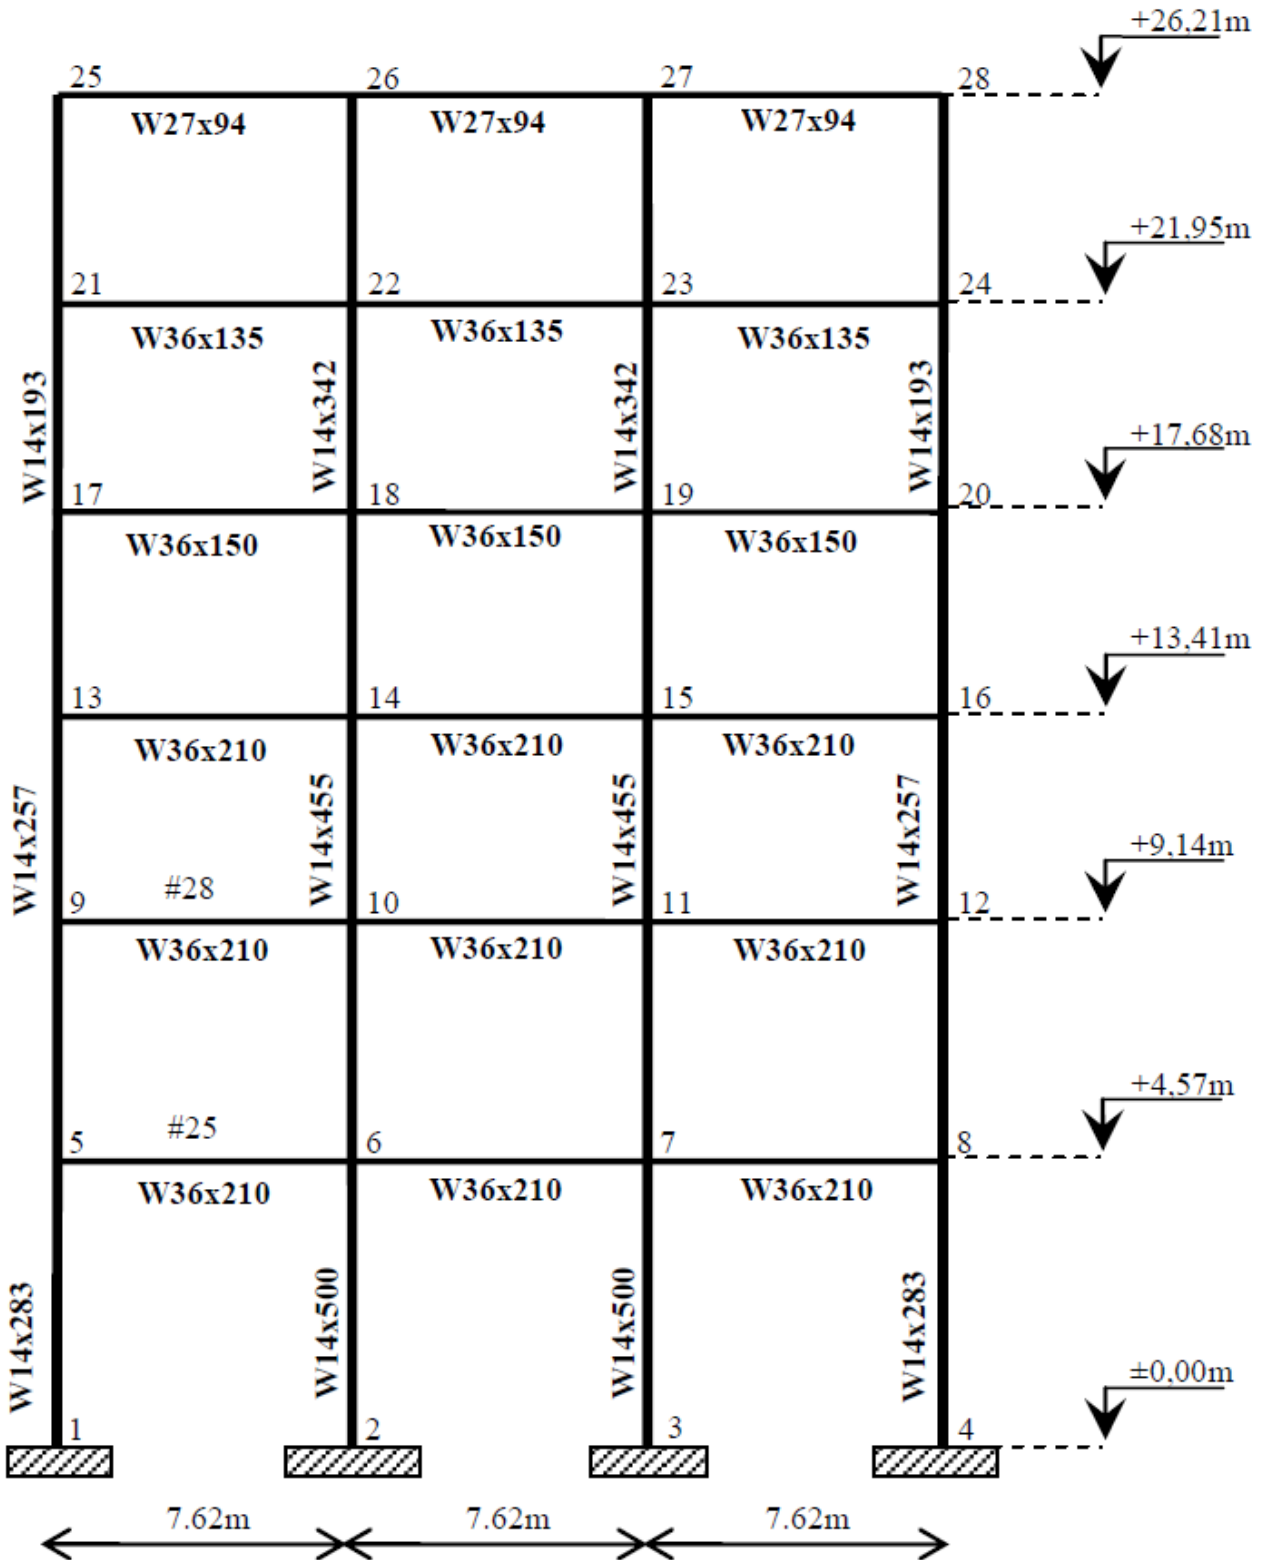 +26,21m
25 26 27 28
W27x94 W27x94 W27x94
+21,95m
21 22 23 24
W36x135 W36x135 W36x135
W14x193 W14x342 W14x342 W14x193
+17,68m
17 18 19 20
W36x150 W36x150 W36x150
+13,41m
13 14 15 16
W36x210 W36x210 W36x210
W14x257 W14x455 W14x455 W14x257
+9,14m
9 #28 10 11 12
W36x210 W36x210 W36x210
+4,57m
5 #25 6 7 8
W36x210 W36x210 W36x210
W14x283 W14x500 W14x500 W14x283
±0,00m
1 2 3 4
7.62m 7.62m 7.62m